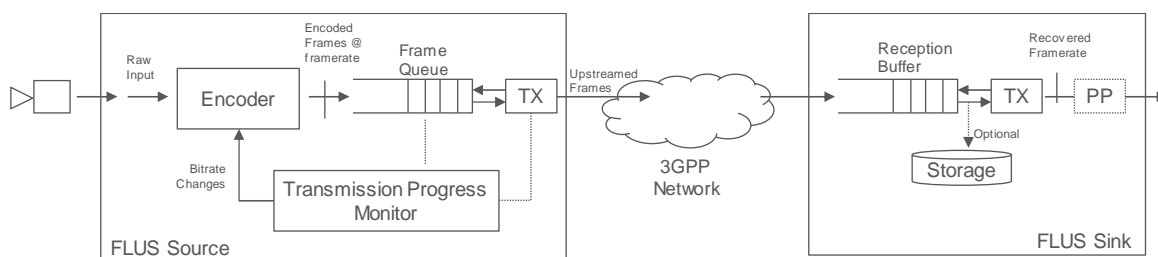 Raw
Input
Encoder
Encoded
Frames @
framerate
Frame
Queue
TX
Upstreamed
Frames
Bitrate
Changes
Transmission Progress
Monitor
FLUS Source
3GPP
Network
Reception
Buffer
TX
Recovered
Framerate
PP
Optional
Storage
FLUS Sink